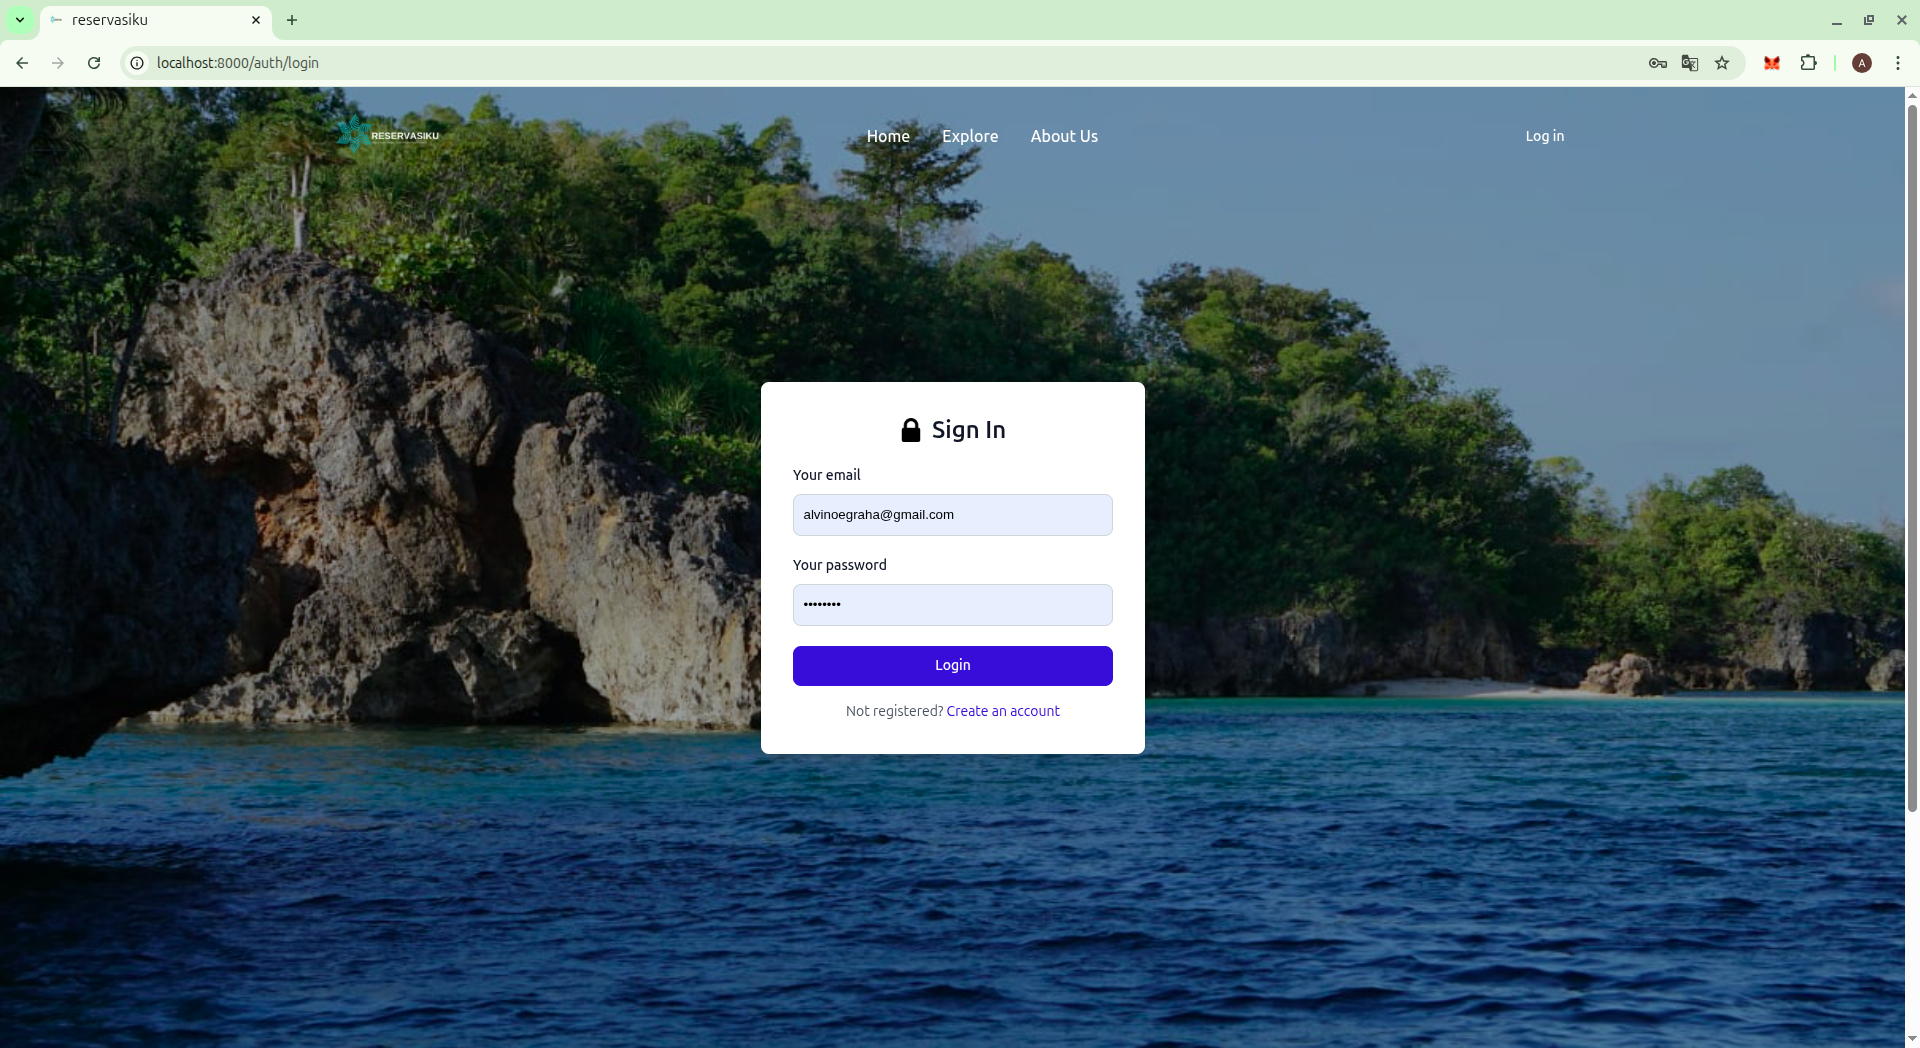 reservasiku
localhost:8000/auth/login
A
RESERVASIKU
Home
Explore
About Us
Log in
Sign In
Your email
alvinoegraha@gmail.com
Your password
••••••••
Login
Not registered? Create an account